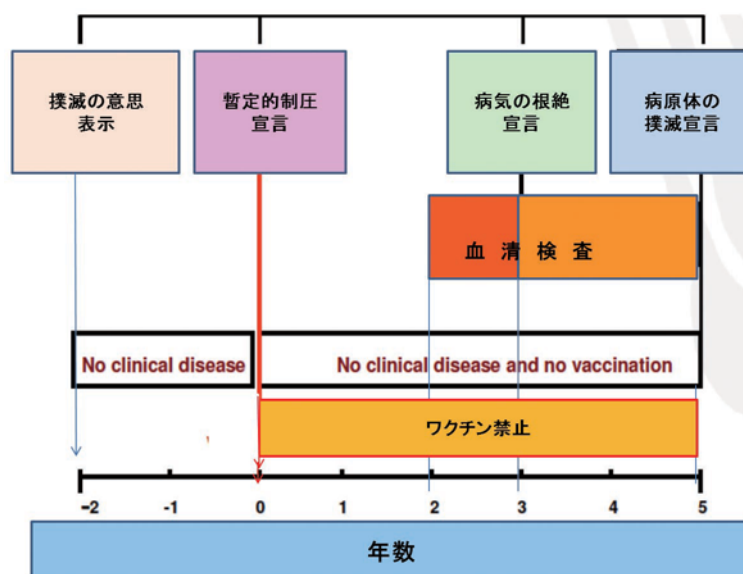 撲滅の意思
表示
暫定的制圧
宣言
病気の根絶
宣言
病原体の
撲滅宣言
血清検査
No clinical disease
No clinical disease and no vaccination
ワクチン禁止
-2 -1 0 1 2 3 4 5
年数